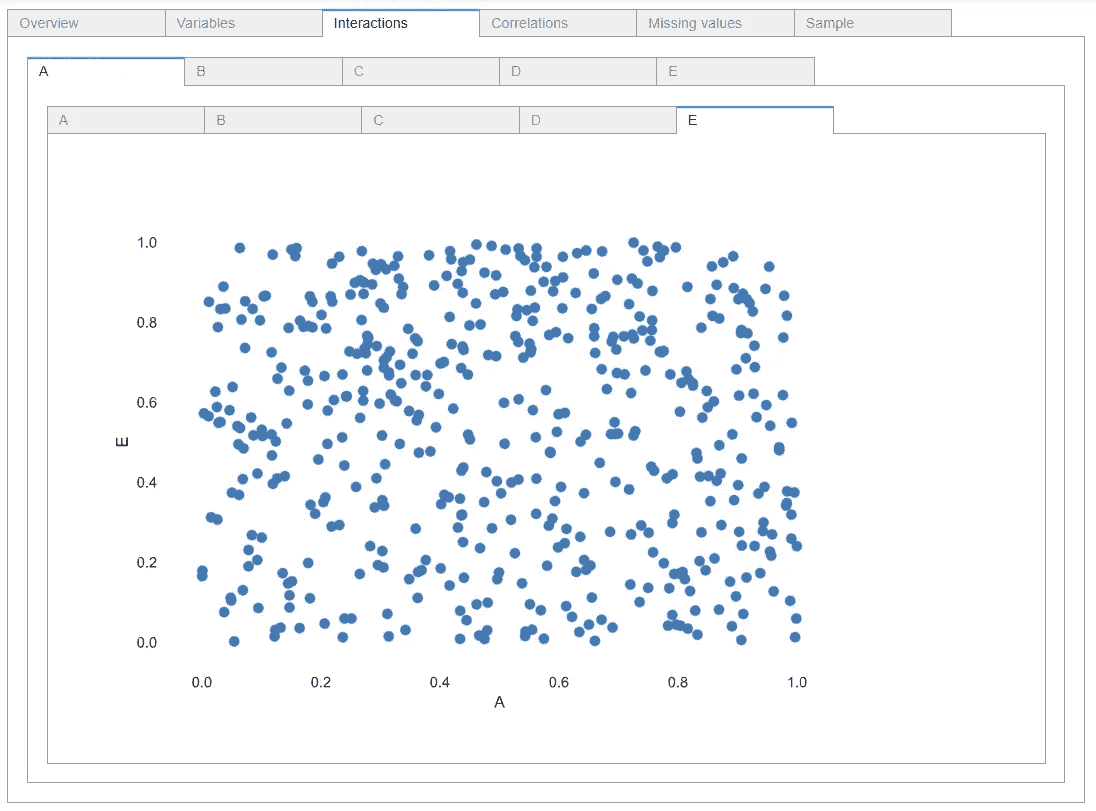 Overview Variables Interactions Correlations Missing values Sample
A B C D E
A B C D E
1.0
0.8
0.6
0.4
0.2
0.0
E
0.0 0.2 0.4 0.6 0.8 1.0
A